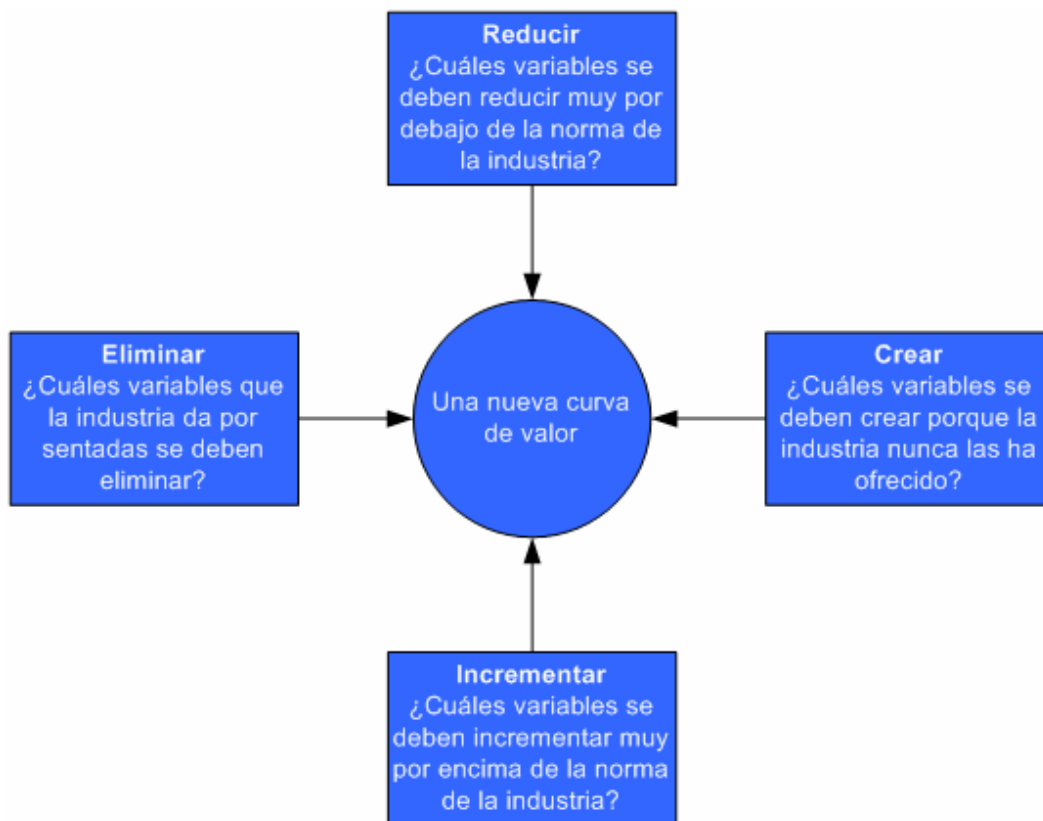 Reducir
¿Cuáles variables se
deben reducir muy por
debajo de la norma de
la industria?
Eliminar
¿Cuáles variables que
la industria da por
sentadas se deben
eliminar?
Una nueva curva
de valor
Crear
¿Cuáles variables se
deben crear porque la
industria nunca las ha
ofrecido?
Incrementar
¿Cuáles variables se
deben incrementar muy
por encima de la norma
de la industria?